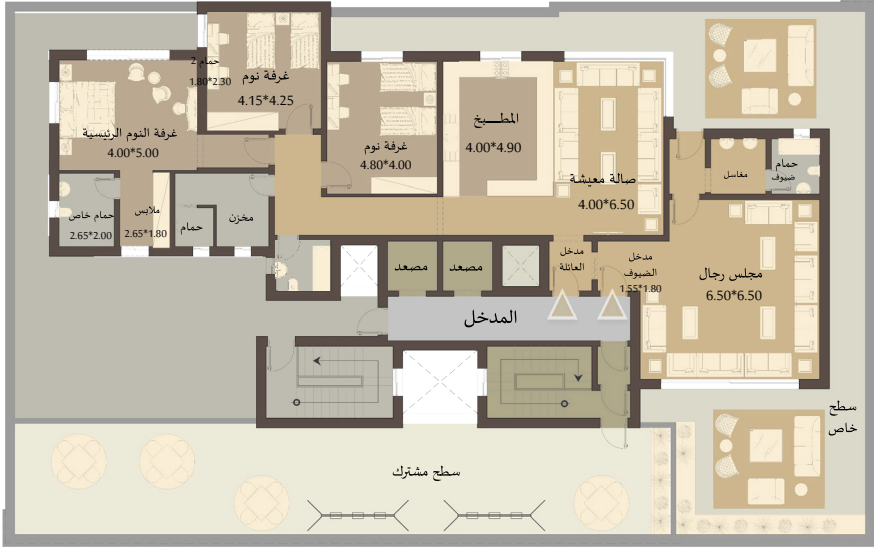 حمام 2
1.80*2.30
غرفة نوم
4.15*4.25
غرفة النوم الرئيسية
4.00*5.00
غرفة نوم
4.80*4.00
المطبخ
4.00*4.90
صالة معيشة
4.00*6.50
مغاسل
حمام
ضيوف
حمام خاص
2.65*2.00
ملابس
2.65*1.80
حمام
مخزن
مصعد
مصعد
مدخل
العائلة
مدخل
الضيوف
1.55*1.80
مجلس رجال
6.50*6.50
المدخل
سطح
خاص
سطح مشترك